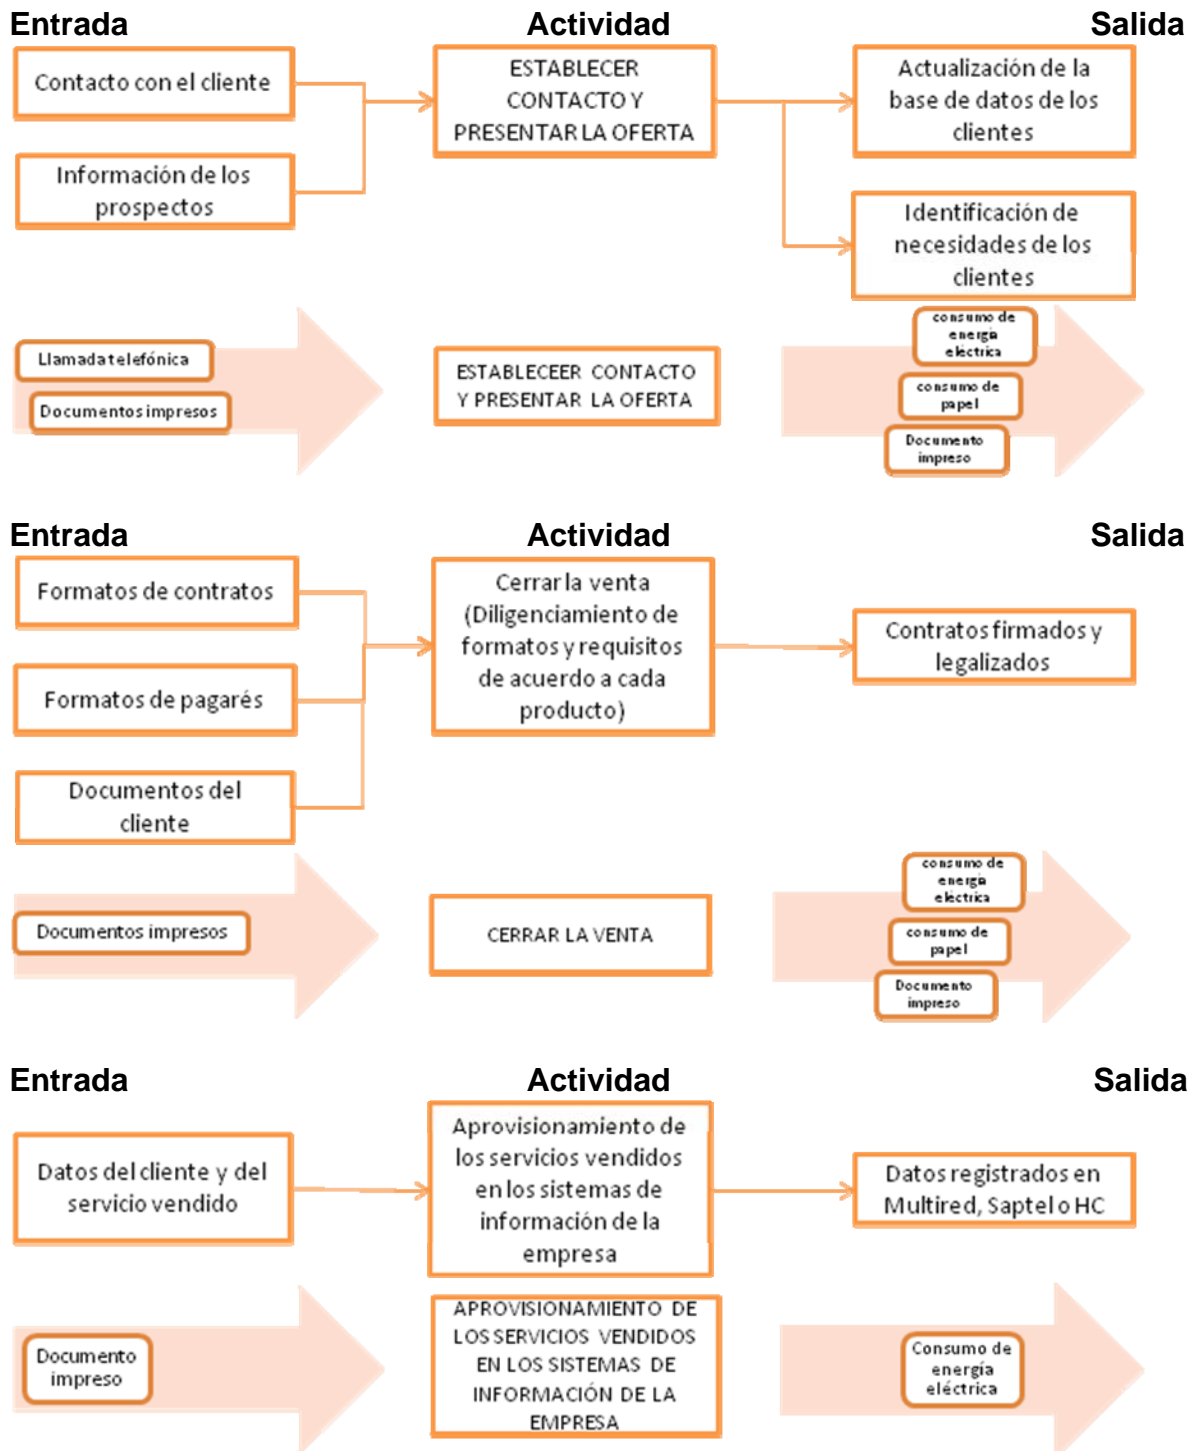 Entrada
Actividad
Salida
Contacto con el cliente
Información de los
prospectos
ESTABLECER
CONTACTO Y
PRESENTAR LA OFERTA
Actualización de la
base de datos de los
clientes
Identificación de
necesidades de los
clientes
Llamada telefónica
Documentos impresos
ESTABLECEER CONTACTO
Y PRESENTAR LA OFERTA
consumo de
energía
eléctrica
consumo de
papel
Documento
impreso
Entrada
Actividad
Salida
Formatos de contratos
Formatos de pagarés
Documentos del
cliente
Cerrar la venta
(Diligenciamiento de
formatos y requisitos
de acuerdo a cada
producto)
Contratos firmados y
legalizados
Documentos impresos
CERRAR LA VENTA
consumo de
energía
eléctrica
consumo de
papel
Documento
impreso
Entrada
Actividad
Salida
Datos del cliente y del
servicio vendido
Aprovisionamiento de
los servicios vendidos
en los sistemas de
información de la
empresa
Datos registrados en
Multired, Saptel o HC
Documento
impreso
APROVISIONAMIENTO DE
LOS SERVICIOS VENDIDOS
EN LOS SISTEMAS DE
INFORMACIÓN DE LA
EMPRESA
Consumo de
energía
eléctrica